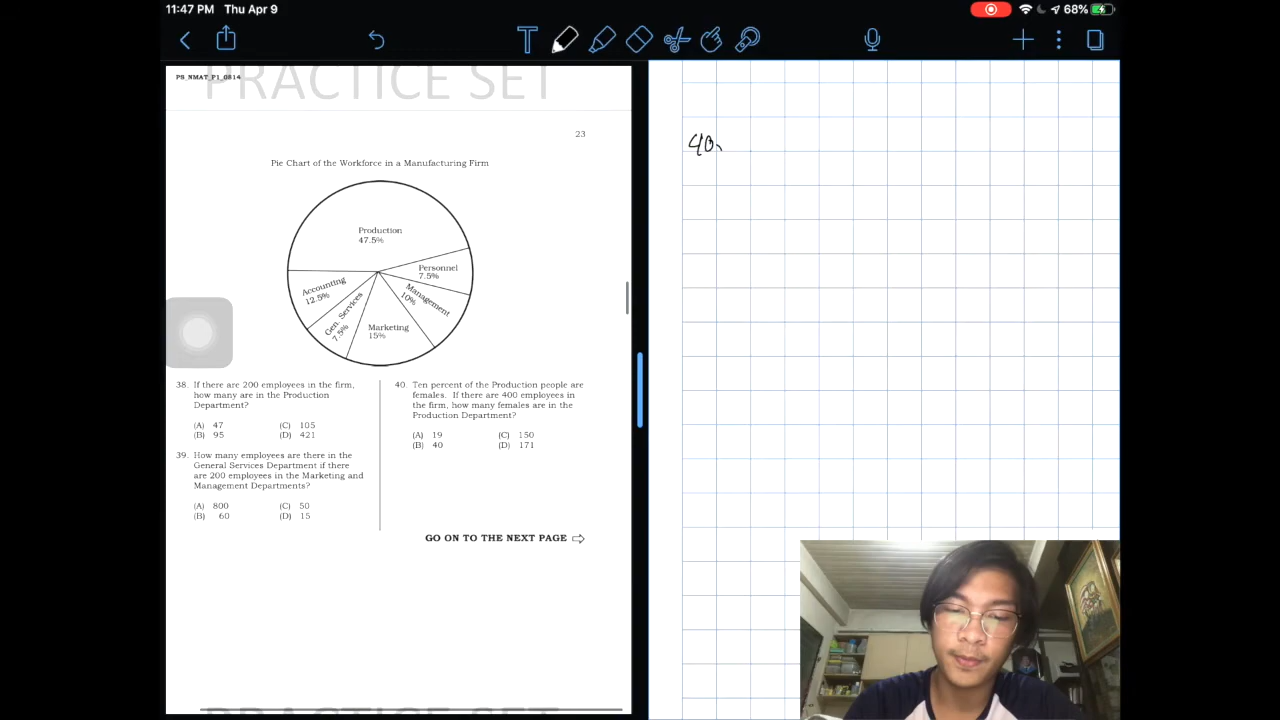 11:47 PM Thu Apr 9
68%
PS_NMAT_P1_0814
PRACTICE SET
23
Pie Chart of the Workforce in a Manufacturing Firm
Production
47.5%
Personnel
7.5%
Management
10%
Marketing
15%
Gen. Services
7.5%
Accounting
12.5%
38. If there are 200 employees in the firm,
how many are in the Production
Department?
(A) 47 (C) 105
(B) 95 (D) 421
39. How many employees are there in the
General Services Department if there
are 200 employees in the Marketing and
Management Departments?
(A) 800 (C) 50
(B) 60 (D) 15
40. Ten percent of the Production people are
females. If there are 400 employees in
the firm, how many females are in the
Production Department?
(A) 19 (C) 150
(B) 40 (D) 171
GO ON TO THE NEXT PAGE
PRACTICE SET
40.